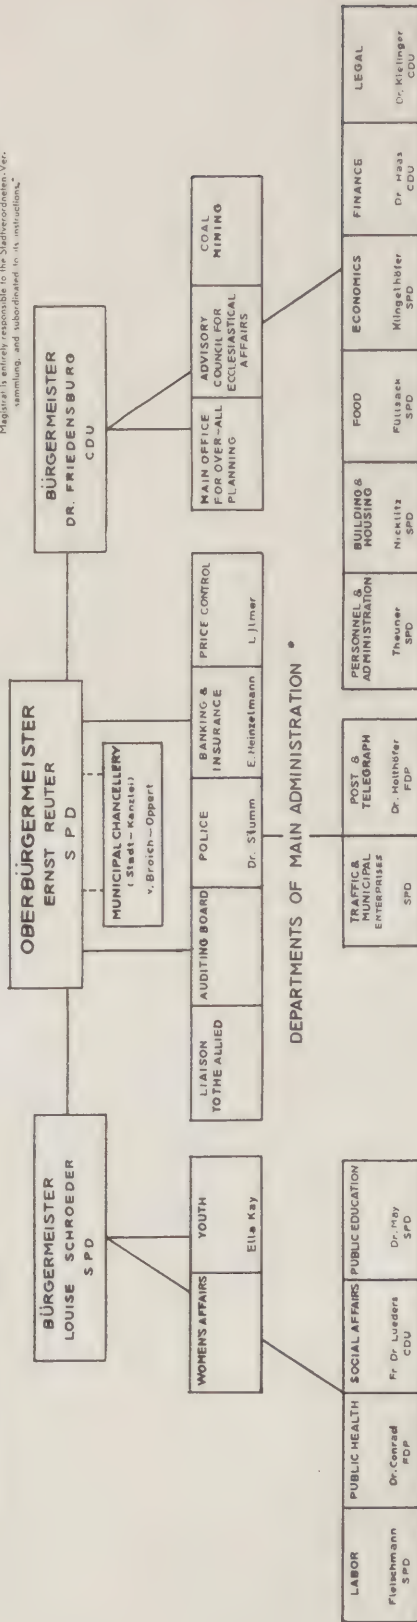 Magistrat is entirely responsible to the Stadtverordneten-Ver-
sammlung, and subordinated to its instructions."
OBERBÜRGERMEISTER
ERNST REUTER
SPD
BÜRGERMEISTER
LOUISE SCHROEDER
SPD
BÜRGERMEISTER
DR. FRIEDENSBURG
CDU
MUNICIPAL CHANCELLERY
(Stadt-Kanzlei)
v. Broich-Oppert
WOMEN'S AFFAIRS
YOUTH
Ella Kay
LIAISON
TO THE ALLIED
AUDITING BOARD
POLICE
Dr. Stumm
BANKING &
INSURANCE
E. Heinzelmann
PRICE CONTROL
L. Ilmer
MAIN OFFICE
FOR OVER-ALL
PLANNING
ADVISORY
COUNCIL FOR
ECCLESIASTICAL
AFFAIRS
COAL
MINING
DEPARTMENTS OF MAIN ADMINISTRATION *
LABOR
Fleischmann
SPD
PUBLIC HEALTH
Dr. Conrad
FDP
SOCIAL AFFAIRS
Fr. Dr. Lueders
CDU
PUBLIC EDUCATION
Dr. May
SPD
TRAFFIC &
MUNICIPAL
ENTERPRISES
SPD
POST &
TELEGRAPH
Dr. Holthöfer
FDP
PERSONNEL &
ADMINISTRATION
Theuner
SPD
BUILDING &
HOUSING
Nicklitz
SPD
FOOD
Füllsack
SPD
ECONOMICS
Klingelhöfer
SPD
FINANCE
Dr. Haas
CDU
LEGAL
Dr. Kielinger
CDU